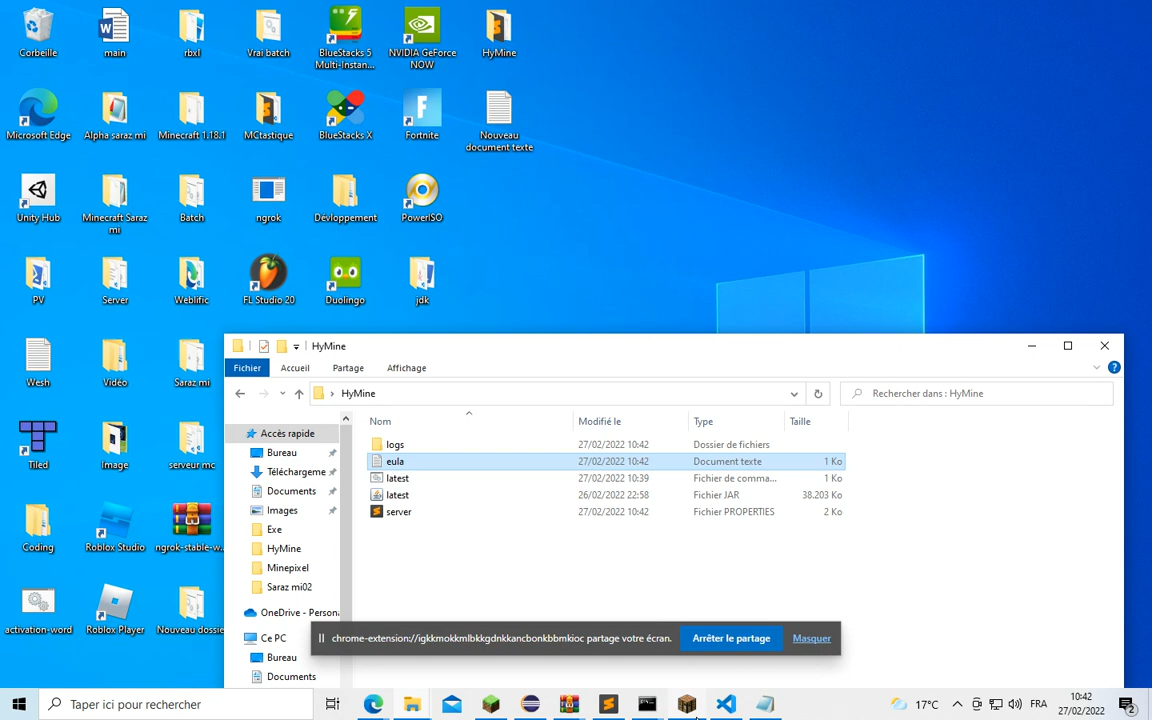 Corbeille
main
rbxl
Vrai batch
BlueStacks 5 Multi-Instan...
NVIDIA GeForce NOW
HyMine
Microsoft Edge
Alpha saraz mi
Minecraft 1.18.1
MCtastique
BlueStacks X
Fortnite
Nouveau document texte
Unity Hub
Minecraft Saraz mi
Batch
ngrok
Dévloppement
PowerISO
PV
Server
Weblific
FL Studio 20
Duolingo
jdk
Wesh
Vidéo
Saraz mi
Tiled
Image
serveur mc
Coding
Roblox Studio
ngrok-stable-w...
activation-word
Roblox Player
Nouveau dossie
HyMine
Fichier
Accueil
Partage
Affichage
HyMine
Rechercher dans : HyMine
Nom
Modifié le
Type
Taille
Accès rapide
Bureau
Téléchargeme
Documents
Images
Exe
HyMine
Minepixel
Saraz mi02
OneDrive - Persona
Ce PC
Bureau
Documents
logs 27/02/2022 10:42 Dossier de fichiers
eula 27/02/2022 10:42 Document texte 1 Ko
latest 27/02/2022 10:39 Fichier de comma... 1 Ko
latest 26/02/2022 22:58 Fichier JAR 38.203 Ko
server 27/02/2022 10:42 Fichier PROPERTIES 2 Ko
chrome-extension://igkkmokkmlbkkgdnkkancbonkbbmkioc partage votre écran.
Arrêter le partage
Masquer
Taper ici pour rechercher
17°C
FRA
10:42
27/02/2022
2